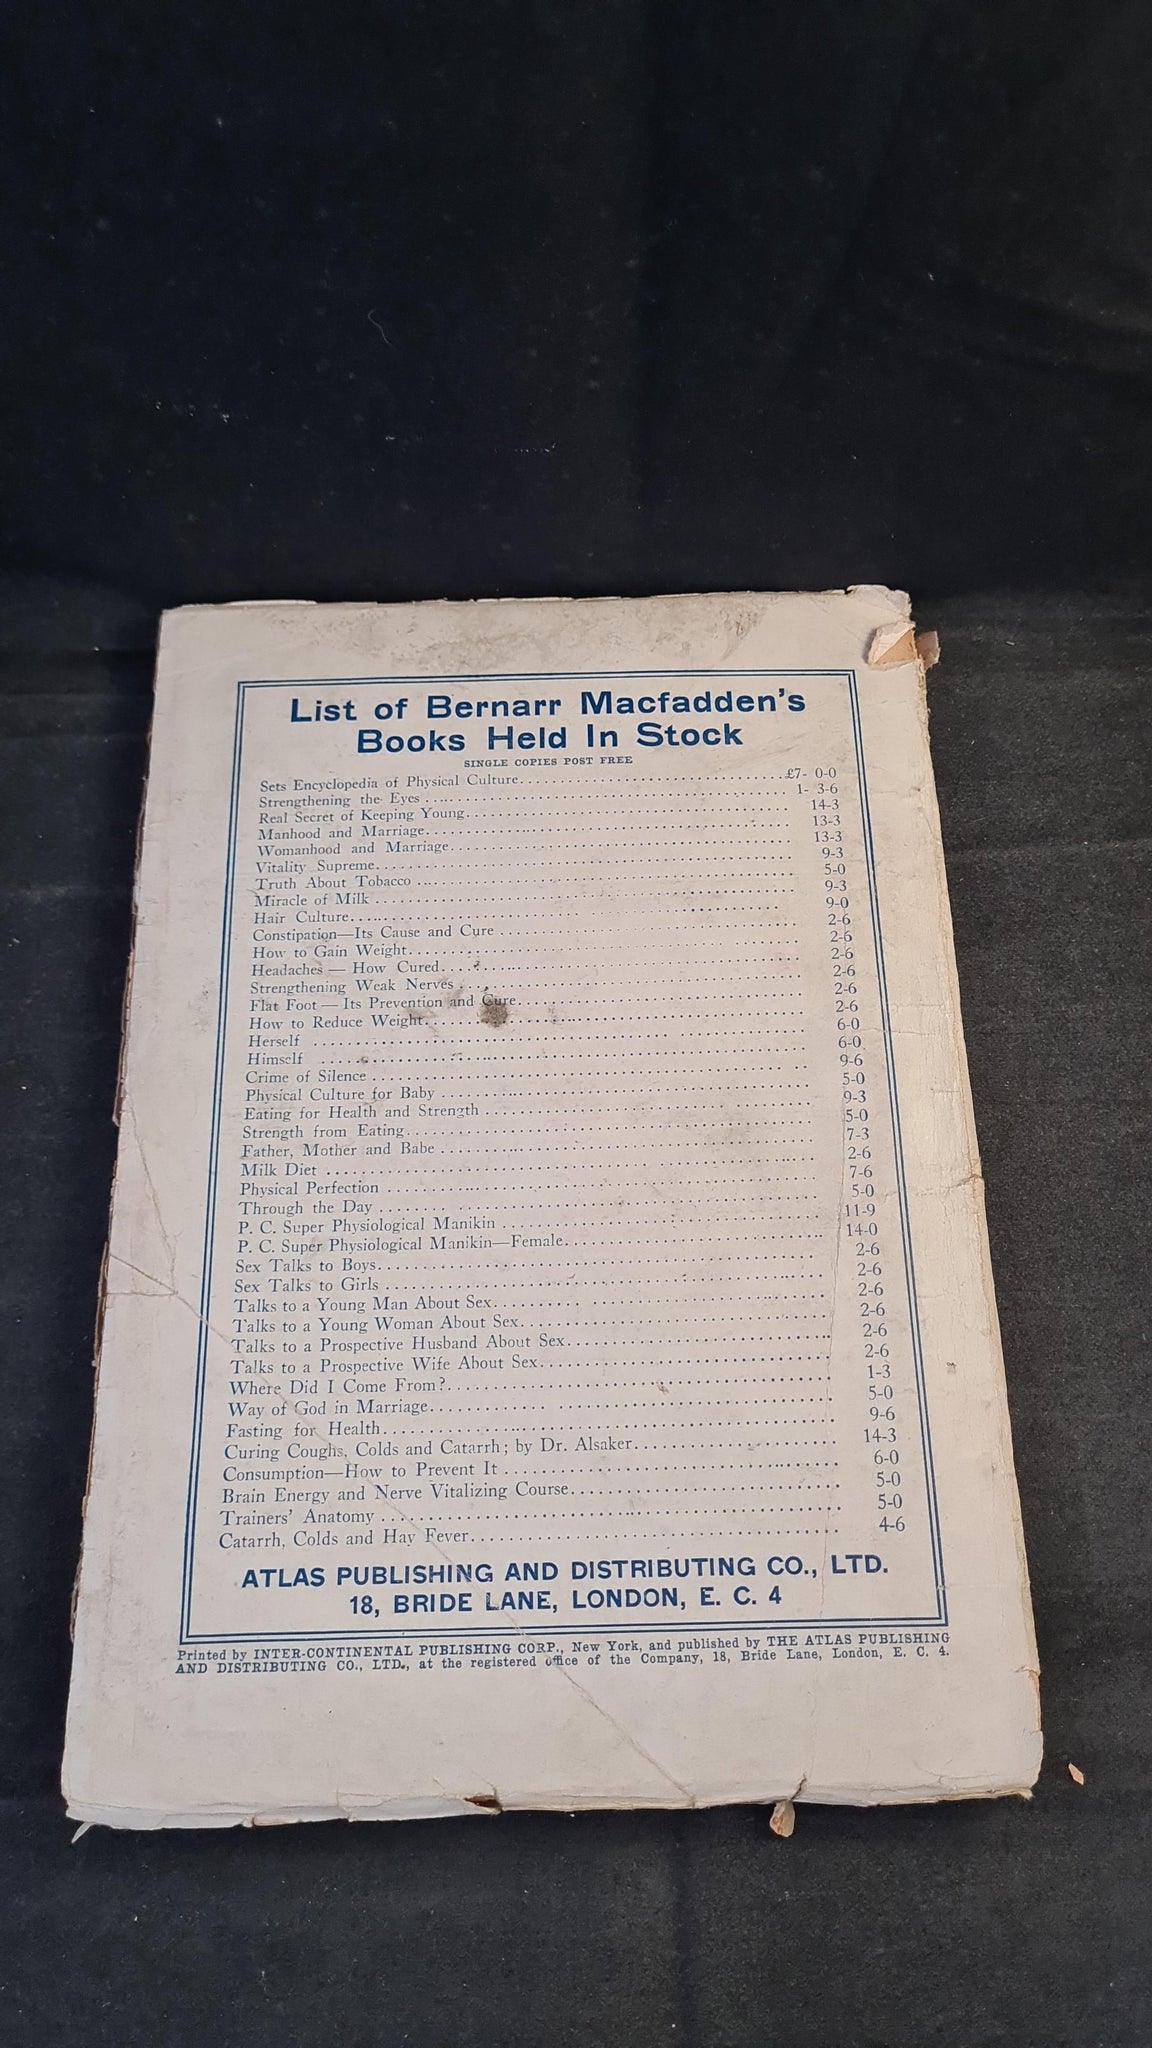 List of Bernarr Macfadden's
Books Held In Stock
SINGLE COPIES POST FREE
Sets Encyclopedia of Physical Culture....................£7- 0-0
Strengthening the Eyes....................1- 3-6
Real Secret of Keeping Young....................14-3
Manhood and Marriage....................13-3
Womanhood and Marriage....................13-3
Vitality Supreme....................9-3
Truth About Tobacco....................5-0
Miracle of Milk....................9-3
Hair Culture....................9-0
Constipation—Its Cause and Cure....................2-6
How to Gain Weight....................2-6
Headaches — How Cured....................2-6
Strengthening Weak Nerves....................2-6
Flat Foot — Its Prevention and Cure....................2-6
How to Reduce Weight....................2-6
Herself....................6-0
Himself....................6-0
Crime of Silence....................9-6
Physical Culture for Baby....................5-0
Eating for Health and Strength....................9-3
Strength from Eating....................5-0
Father, Mother and Babe....................7-3
Milk Diet....................2-6
Physical Perfection....................7-6
Through the Day....................5-0
P. C. Super Physiological Manikin....................11-9
P. C. Super Physiological Manikin—Female....................14-0
Sex Talks to Boys....................2-6
Sex Talks to Girls....................2-6
Talks to a Young Man About Sex....................2-6
Talks to a Young Woman About Sex....................2-6
Talks to a Prospective Husband About Sex....................2-6
Talks to a Prospective Wife About Sex....................2-6
Where Did I Come From?....................1-3
Way of God in Marriage....................5-0
Fasting for Health....................9-6
Curing Coughs, Colds and Catarrh; by Dr. Alsaker....................14-3
Consumption—How to Prevent It....................6-0
Brain Energy and Nerve Vitalizing Course....................5-0
Trainers' Anatomy....................5-0
Catarrh, Colds and Hay Fever....................4-6
ATLAS PUBLISHING AND DISTRIBUTING CO., LTD.
18, BRIDE LANE, LONDON, E. C. 4
Printed by INTER-CONTINENTAL PUBLISHING CORP., New York, and published by THE ATLAS PUBLISHING
AND DISTRIBUTING CO., LTD., at the registered office of the Company, 18, Bride Lane, London, E. C. 4.